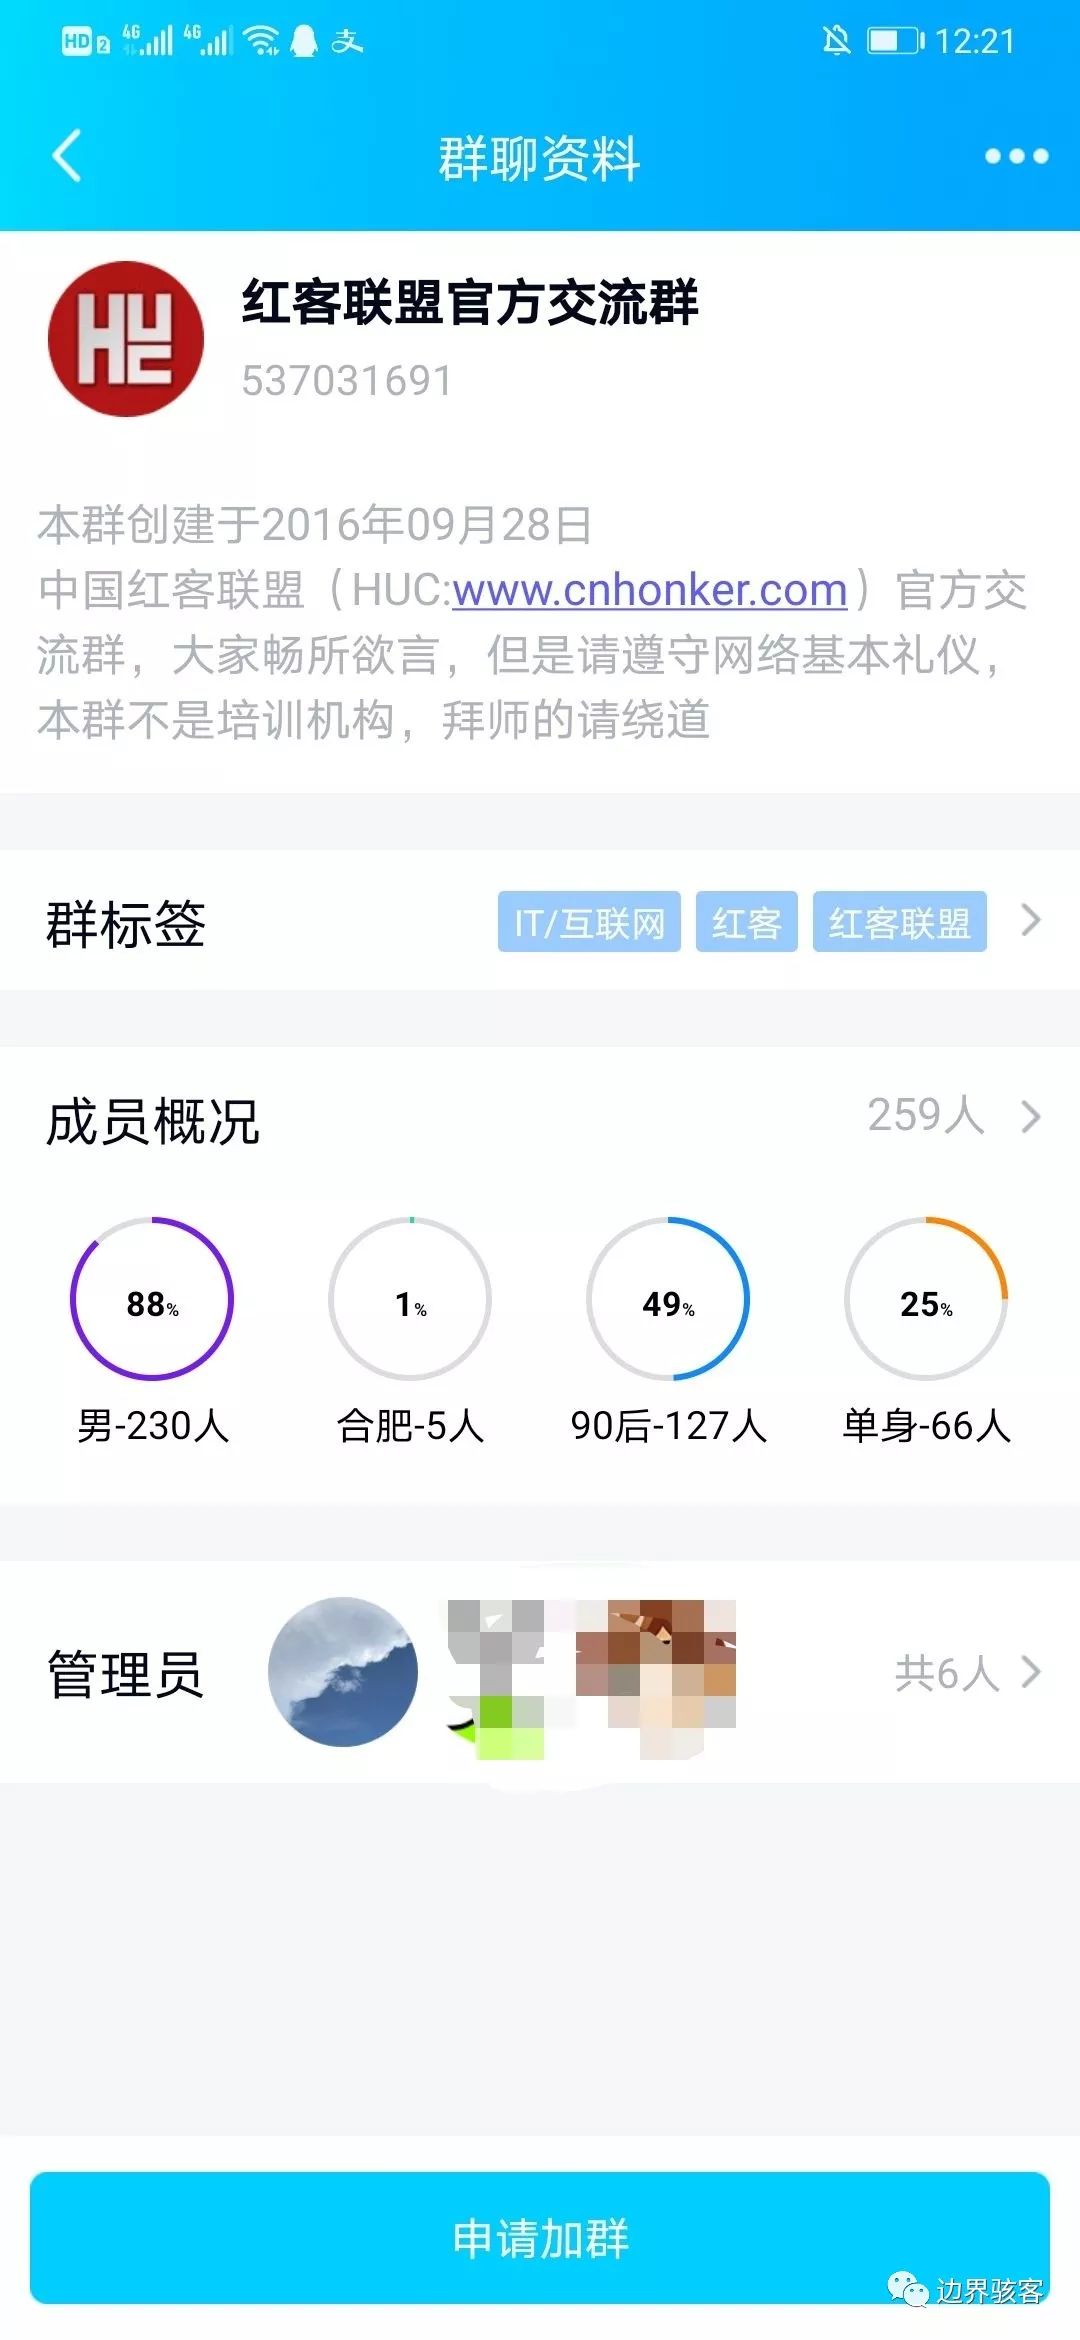 HD 2 4G 4G 支 12:21
群聊资料
HUC
红客联盟官方交流群
537031691
本群创建于2016年09月28日
中国红客联盟（HUC:www.cnhonker.com）官方交
流群，大家畅所欲言，但是请遵守网络基本礼仪，
本群不是培训机构，拜师的请绕道
群标签 IT/互联网 红客 红客联盟
成员概况 259人
88% 1% 49% 25%
男-230人 合肥-5人 90后-127人 单身-66人
管理员 共6人
申请加群
边界骇客